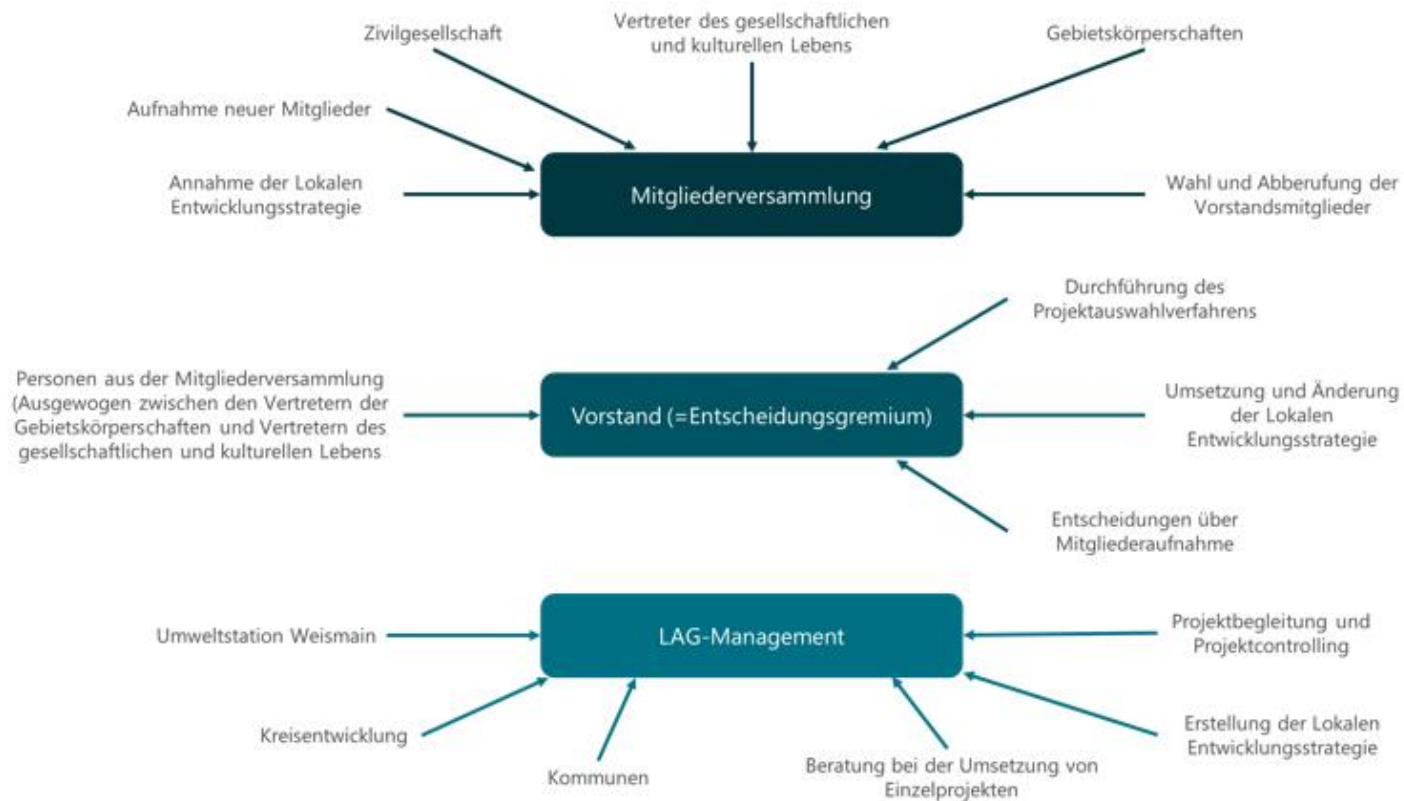 Zivilgesellschaft
Vertreter des gesellschaftlichen
und kulturellen Lebens
Gebietskörperschaften
Aufnahme neuer Mitglieder
Annahme der Lokalen
Entwicklungsstrategie
Mitgliederversammlung
Wahl und Abberufung der
Vorstandsmitglieder
Durchführung des
Projektauswahlverfahrens
Personen aus der Mitgliederversammlung
(Ausgewogen zwischen den Vertretern der
Gebietskörperschaften und Vertretern des
gesellschaftlichen und kulturellen Lebens
Vorstand (=Entscheidungsgremium)
Umsetzung und Änderung
der Lokalen
Entwicklungsstrategie
Entscheidungen über
Mitgliederaufnahme
Umweltstation Weismain
LAG-Management
Projektbegleitung und
Projektcontrolling
Kreisentwicklung
Kommunen
Beratung bei der Umsetzung von
Einzelprojekten
Erstellung der Lokalen
Entwicklungsstrategie